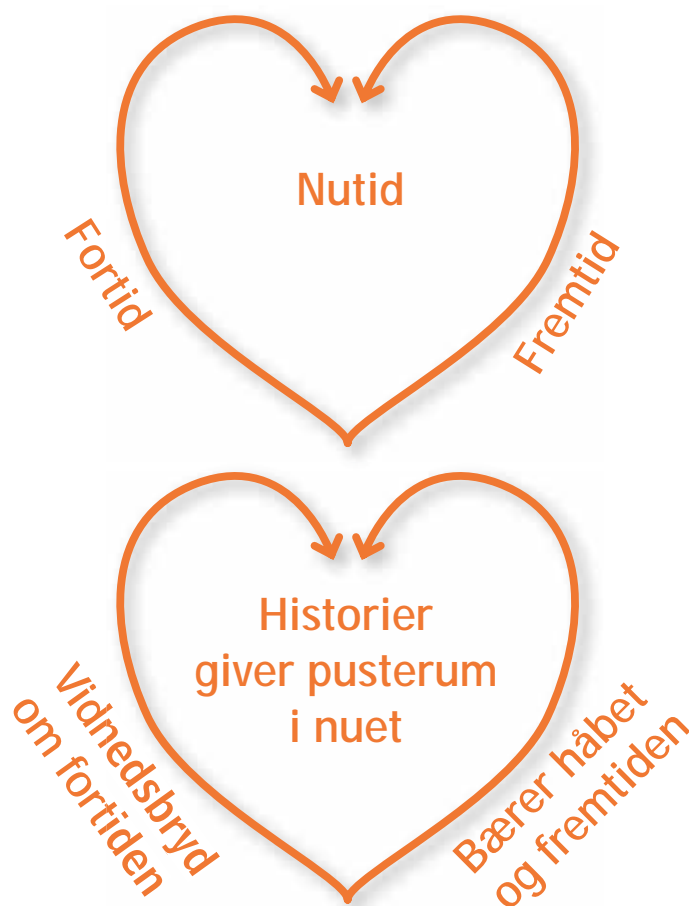 Nutid
Fortid
Fremtid
Historier
giver pusterum
i nuet
Vidnedsbryd
om fortiden
Bærer håbet
og fremtiden